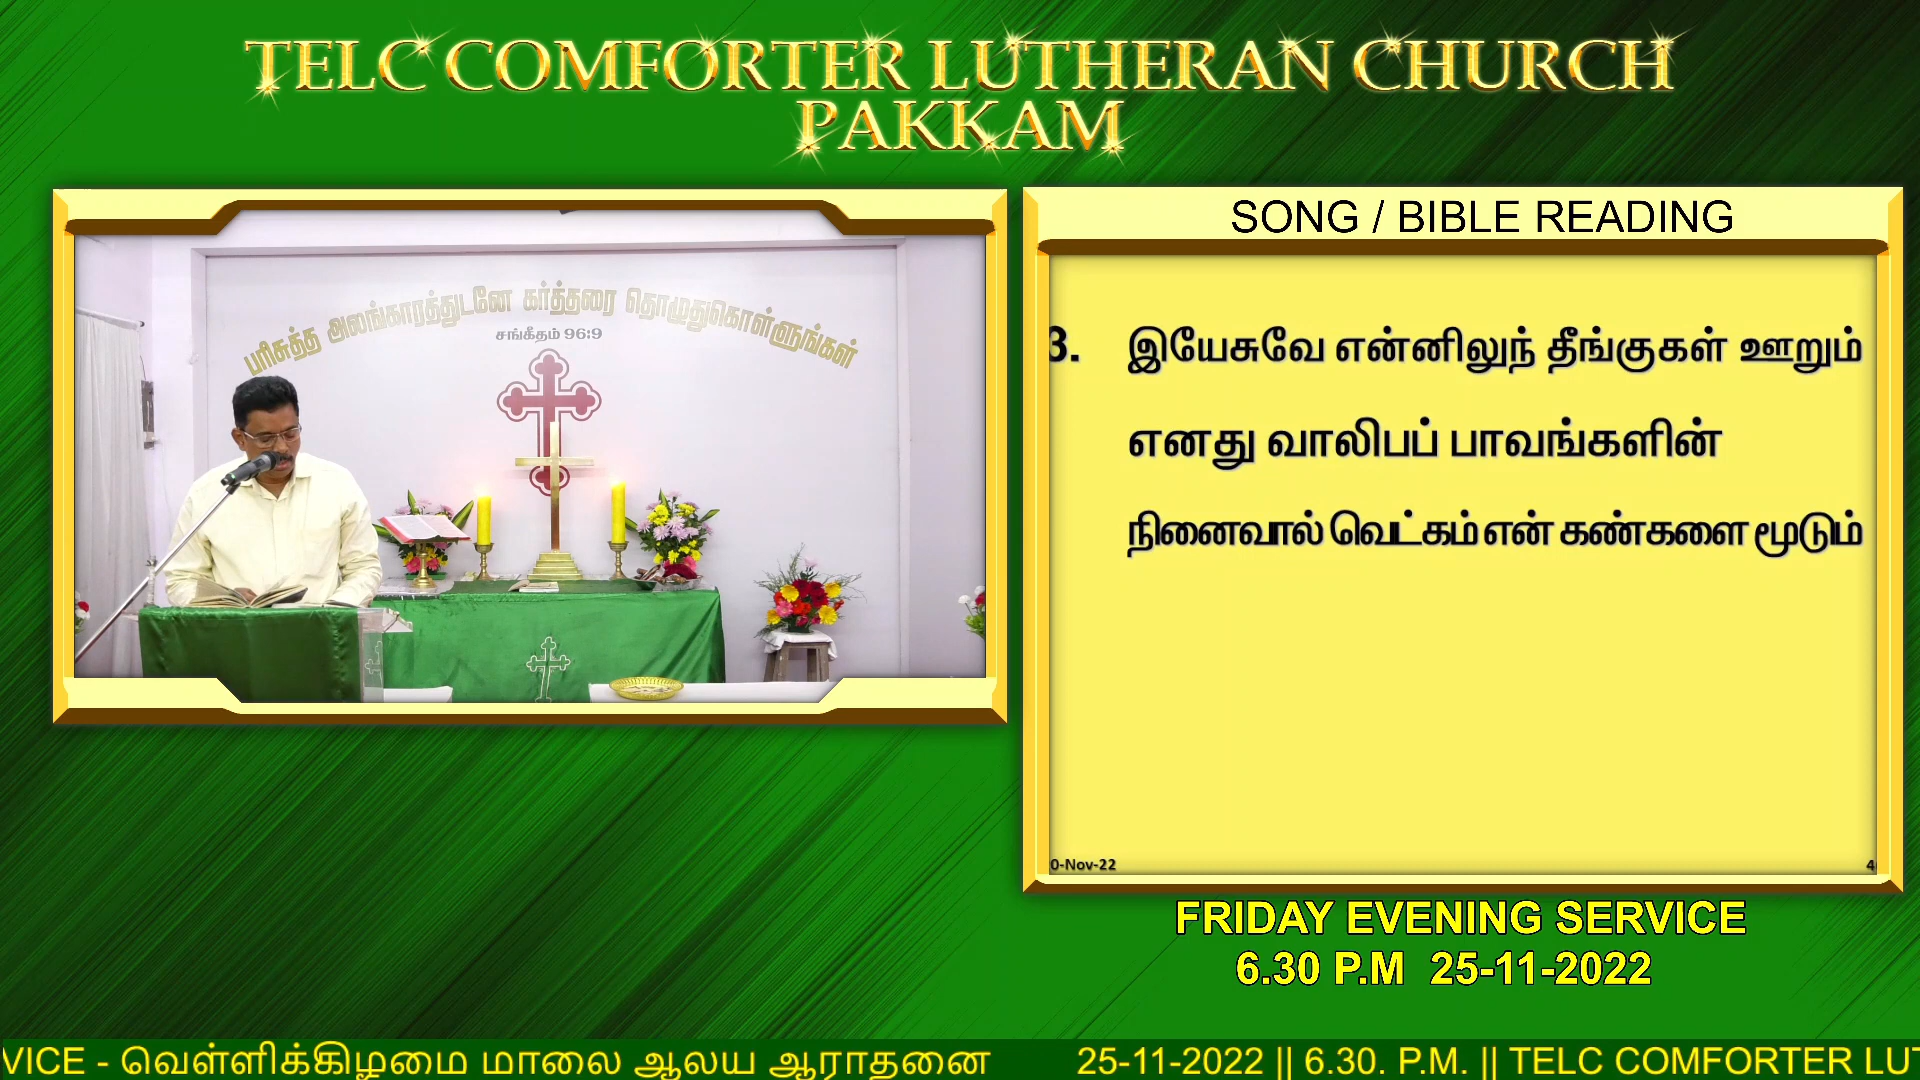 TELC COMFORTER LUTHERAN CHURCH
PAKKAM
பரிசுத்த அலங்காரத்துடனே கர்த்தரை தொழுதுகொள்ளுங்கள்
சங்கீதம் 96:9
SONG / BIBLE READING
3. இயேசுவே என்னிலுந் தீங்குகள் ஊறும்
எனது வாலிபப் பாவங்களின்
நினைவால் வெட்கம் என் கண்களை மூடும்
0-Nov-22 4
FRIDAY EVENING SERVICE
6.30 P.M 25-11-2022
VICE - வெள்ளிக்கிழமை மாலை ஆலய ஆராதனை 25-11-2022 || 6.30. P.M. || TELC COMFORTER LUT